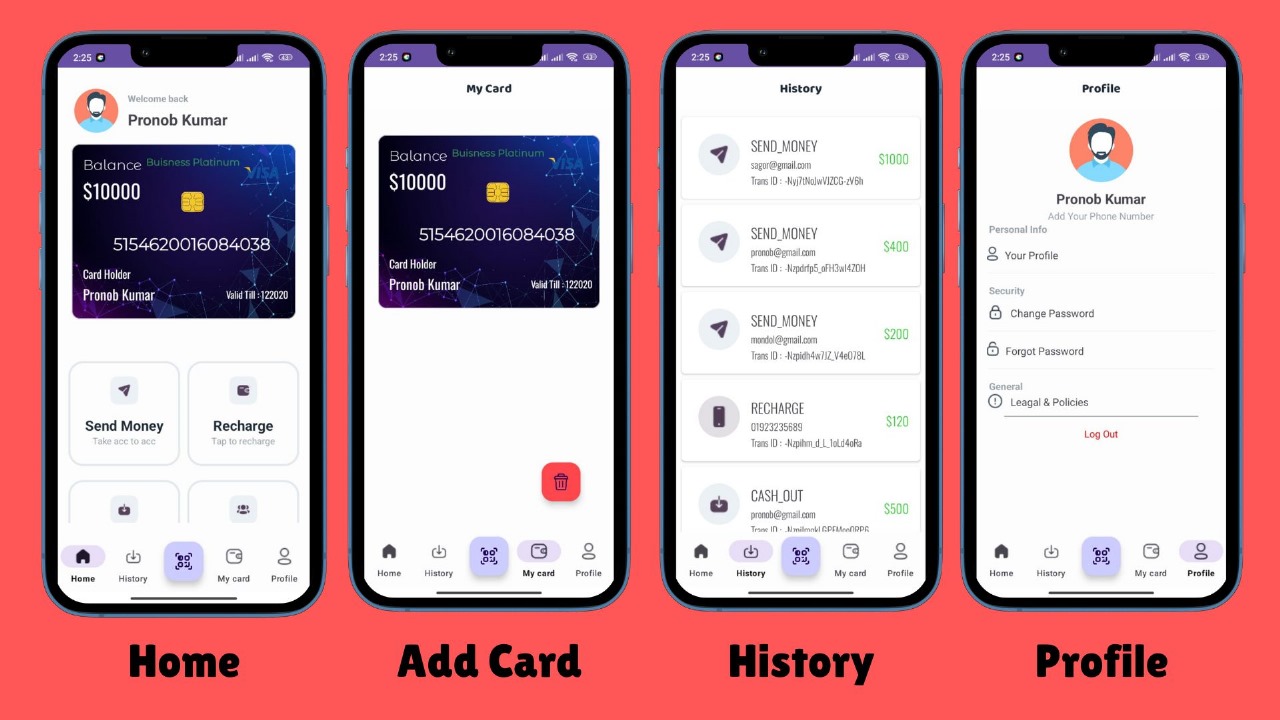 2:25
Welcome back
Pronob Kumar
Balance Buisness Platinum
VISA
$10000
5154620016084038
Card Holder
Pronob Kumar
Valid Till : 122020
Send Money
Take acc to acc
Recharge
Tap to recharge
Home
History
My card
Profile
Home
2:25
My Card
Balance Buisness Platinum
VISA
$10000
5154620016084038
Card Holder
Pronob Kumar
Valid Till : 122020
Home
History
My card
Profile
Add Card
2:25
History
SEND_MONEY
sagor@gmail.com
$1000
Trans ID : -Nyj7tNoJwVJZCG-zV6h
SEND_MONEY
pronob@gmail.com
$400
Trans ID : -Nzpdrfp5_oFH3wI4ZOH
SEND_MONEY
mondol@gmail.com
$200
Trans ID : -Nzpidh4w7JZ_V4eO78L
RECHARGE
01923235689
$120
Trans ID : -Nzpihm_d_L_1oLd4oRa
CASH_OUT
pronob@gmail.com
$500
Home
History
My card
Profile
History
2:25
Profile
Pronob Kumar
Add Your Phone Number
Personal Info
Your Profile
Security
Change Password
Forgot Password
General
Leagal & Policies
Log Out
Home
History
My card
Profile
Profile